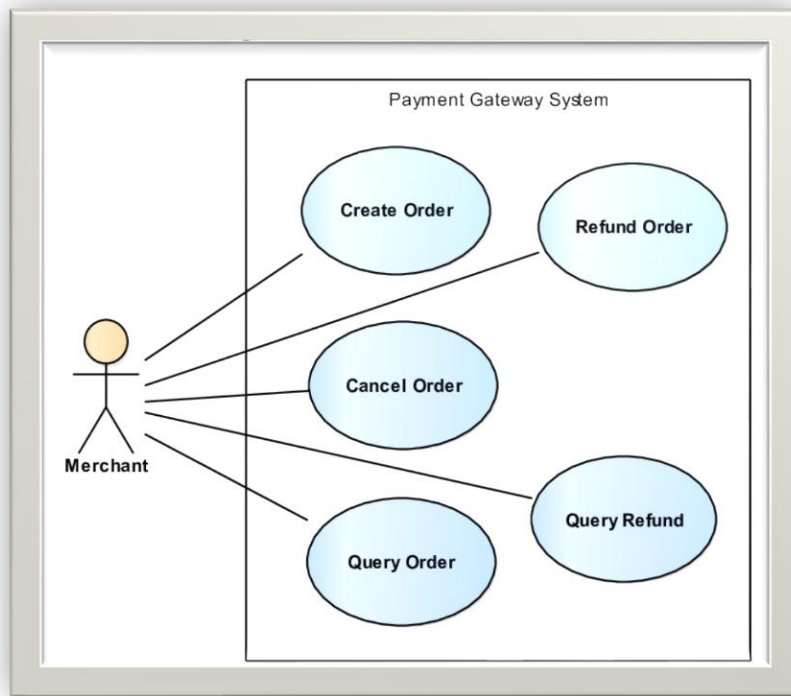 Payment Gateway System
Create Order
Refund Order
Cancel Order
Merchant
Query Refund
Query Order